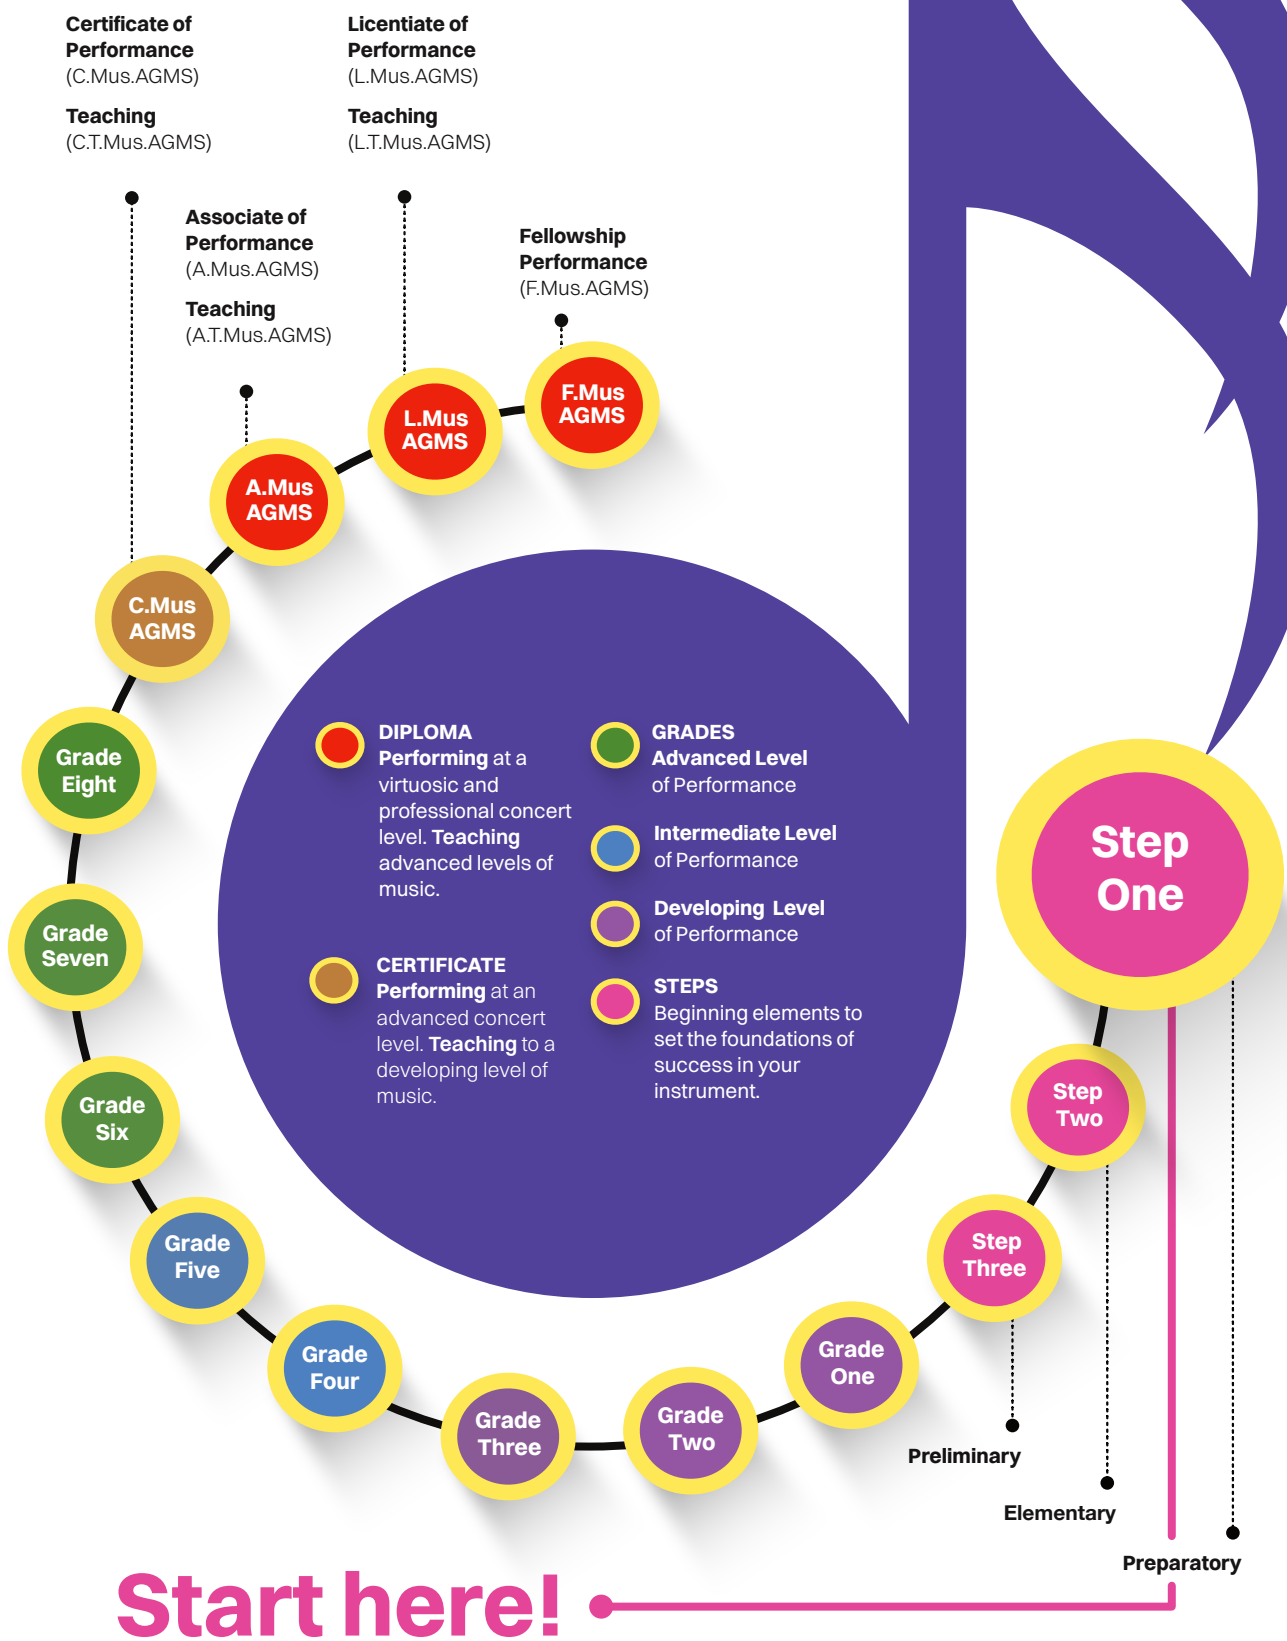 Certificate of
Performance
(C.Mus.AGMS)
Teaching
(C.T.Mus.AGMS)
Licentiate of
Performance
(L.Mus.AGMS)
Teaching
(L.T.Mus.AGMS)
Associate of
Performance
(A.Mus.AGMS)
Teaching
(A.T.Mus.AGMS)
Fellowship
Performance
(F.Mus.AGMS)
F.Mus
AGMS
L.Mus
AGMS
A.Mus
AGMS
C.Mus
AGMS
Grade
Eight
Grade
Seven
Grade
Six
Grade
Five
Grade
Four
Grade
Three
Grade
Two
Grade
One
Step
Three
Step
Two
Step
One
DIPLOMA
Performing at a
virtuosic and
professional concert
level. Teaching
advanced levels of
music.
CERTIFICATE
Performing at an
advanced concert
level. Teaching to a
developing level of
music.
GRADES
Advanced Level
of Performance
Intermediate Level
of Performance
Developing Level
of Performance
STEPS
Beginning elements to
set the foundations of
success in your
instrument.
Preliminary
Elementary
Preparatory
Start here!